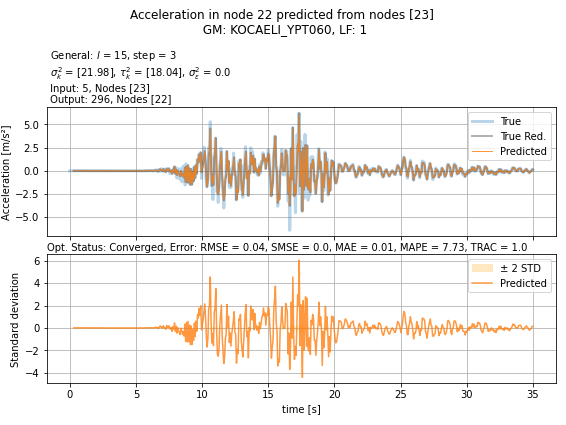 Acceleration in node 22 predicted from nodes [23]
GM: KOCAELI_YPT060, LF: 1
General: l = 15, step = 3
σ²ₖ = [21.98], τ²ₖ = [18.04], σ²ε = 0.0
Input: 5, Nodes [23]
Output: 296, Nodes [22]
Acceleration [m/s²]
5.0
2.5
0.0
−2.5
−5.0
True
True Red.
Predicted
Opt. Status: Converged, Error: RMSE = 0.04, SMSE = 0.0, MAE = 0.01, MAPE = 7.73, TRAC = 1.0
Standard deviation
6
4
2
0
−2
−4
± 2 STD
Predicted
0 5 10 15 20 25 30 35
time [s]